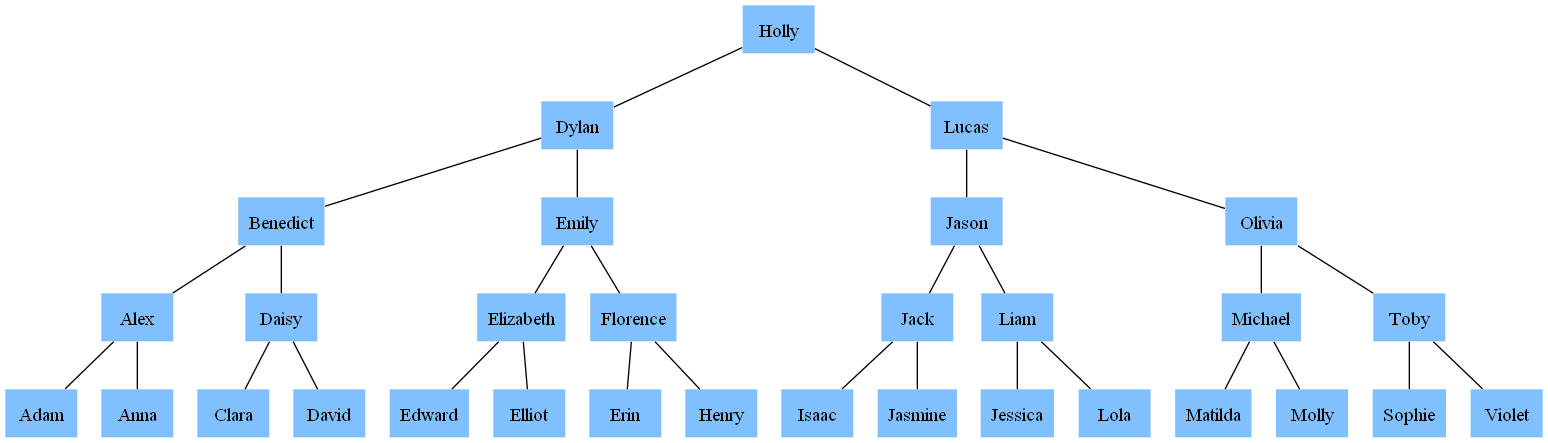 Holly
Dylan
Lucas
Benedict
Emily
Jason
Olivia
Alex
Daisy
Elizabeth
Florence
Jack
Liam
Michael
Toby
Adam
Anna
Clara
David
Edward
Elliot
Erin
Henry
Isaac
Jasmine
Jessica
Lola
Matilda
Molly
Sophie
Violet